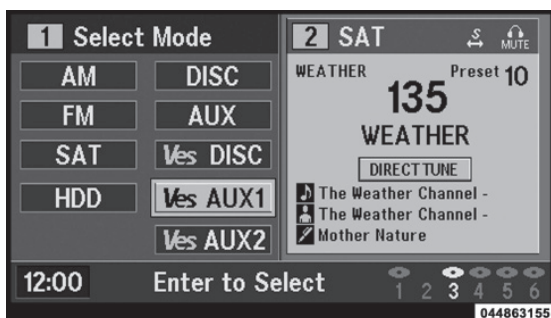 1 Select Mode
AM DISC
FM AUX
SAT Ves DISC
HDD Ves AUX1
Ves AUX2
2 SAT S MUTE
WEATHER Preset 10
135
WEATHER
DIRECT TUNE
The Weather Channel -
The Weather Channel -
Mother Nature
12:00 Enter to Select 1 2 3 4 5 6
044863155